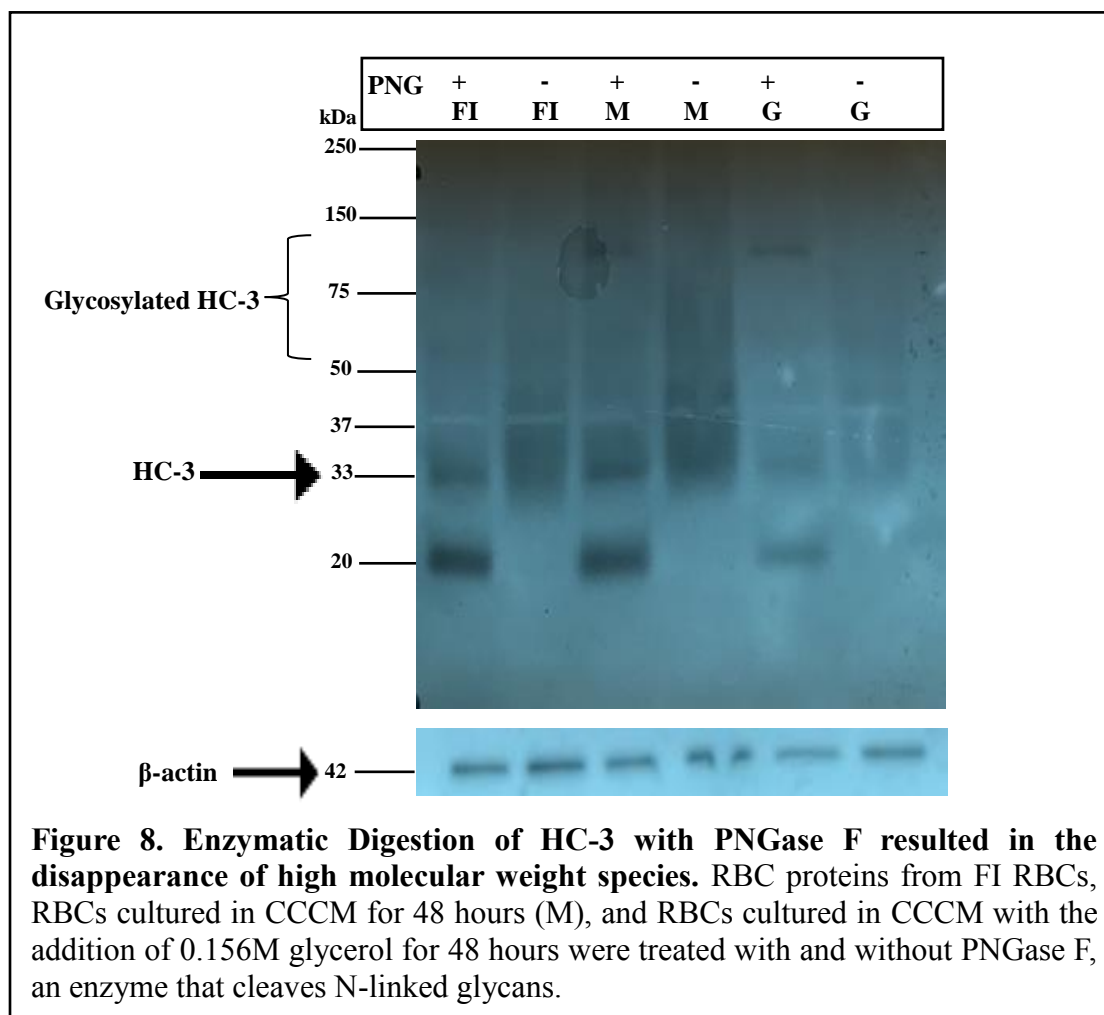 PNG + - + - + -
FI FI M M G G
kDa
250
150
Glycosylated HC-3
75
50
37
HC-3
33
20
β-actin
42
Figure 8. Enzymatic Digestion of HC-3 with PNGase F resulted in the
disappearance of high molecular weight species. RBC proteins from FI RBCs,
RBCs cultured in CCCM for 48 hours (M), and RBCs cultured in CCCM with the
addition of 0.156M glycerol for 48 hours were treated with and without PNGase F,
an enzyme that cleaves N-linked glycans.